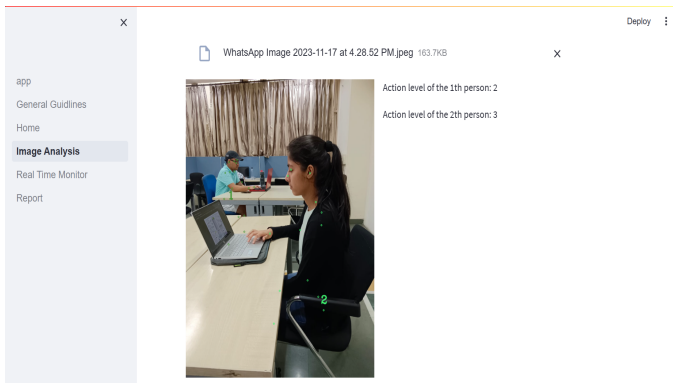 Deploy
WhatsApp Image 2023-11-17 at 4.28.52 PM.jpeg 163.7KB
app
General Guidlines
Home
Image Analysis
Real Time Monitor
Report
Action level of the 1th person: 2
Action level of the 2th person: 3
2